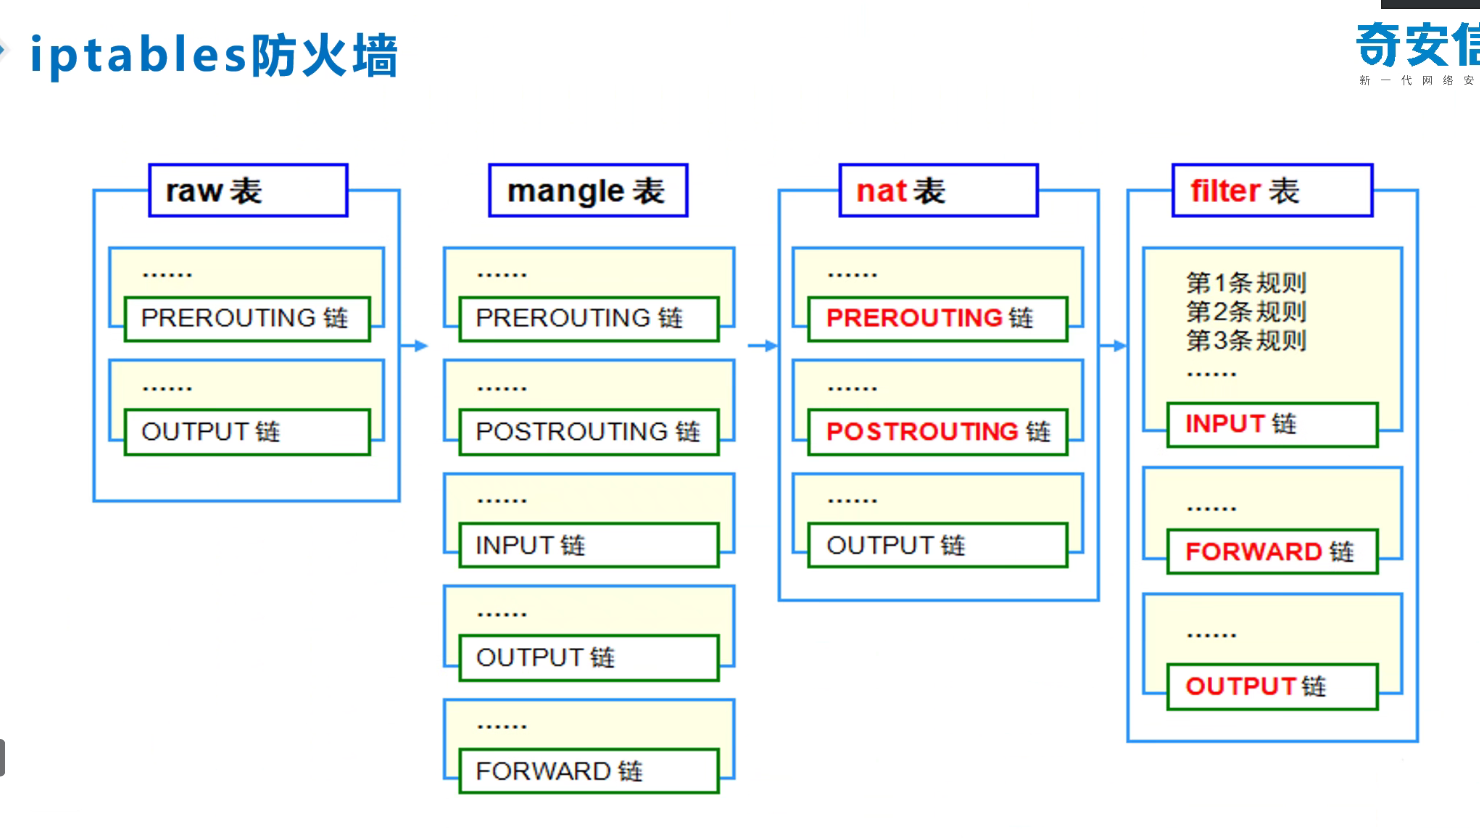 iptables防火墙
奇安信
新一代网络安
raw 表
......
PREROUTING 链
......
OUTPUT 链
mangle 表
......
PREROUTING 链
......
POSTROUTING 链
......
INPUT 链
......
OUTPUT 链
......
FORWARD 链
nat 表
......
PREROUTING 链
......
POSTROUTING 链
......
OUTPUT 链
filter 表
第1条规则
第2条规则
第3条规则
......
INPUT 链
......
FORWARD 链
......
OUTPUT 链